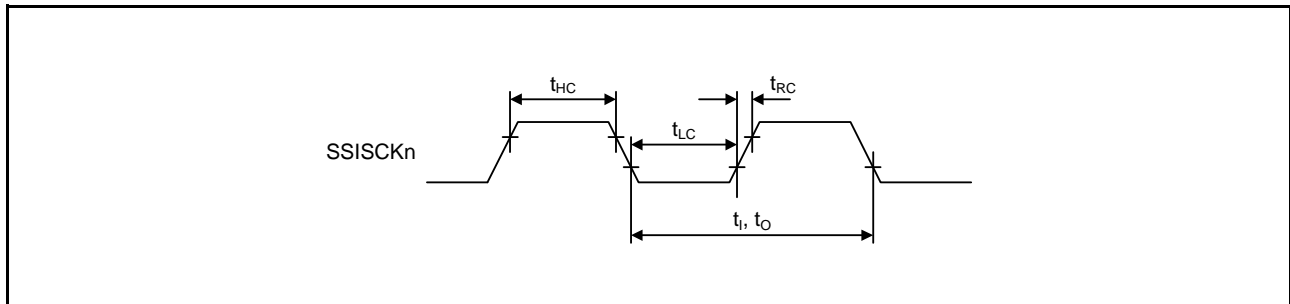 tHC
tRC
tLC
SSISCKn
tI, tO